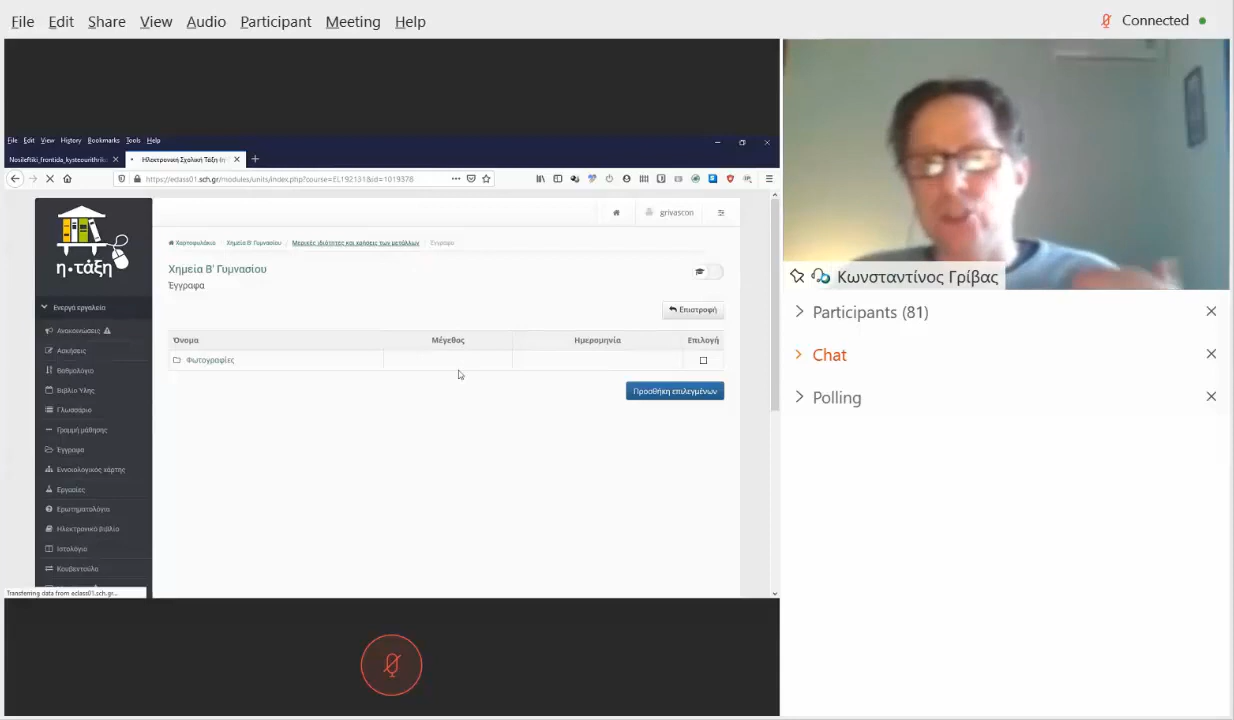 File Edit Share View Audio Participant Meeting Help
Connected
File Edit View History Bookmarks Tools Help
Nosileftiki_frontida_kysteourithrik
Ηλεκτρονική Σχολική Τάξη (η-
https://eclass01.sch.gr/modules/units/index.php?course=EL192131&id=1019376
η·τάξη
grivascon
Χαρτοφυλάκιο Χημεία Β' Γυμνασίου Μερικές ιδιότητες και χρήσεις των μετάλλων Έγγραφα
Χημεία Β' Γυμνασίου
Έγγραφα
Επιστροφή
Όνομα Μέγεθος Ημερομηνία Επιλογή
Φωτογραφίες
Προσθήκη επιλεγμένων
Ενεργά εργαλεία
Ανακοινώσεις
Ασκήσεις
Βαθμολόγιο
Βιβλίο Ύλης
Γλωσσάριο
Γραμμή μάθησης
Έγγραφα
Εννοιολογικός χάρτης
Εργασίες
Ερωτηματολόγια
Ηλεκτρονικό βιβλίο
Ιστολόγιο
Κουβεντούλα
Transferring data from eclass01.sch.gr...
Κωνσταντίνος Γρίβας
Participants (81)
Chat
Polling